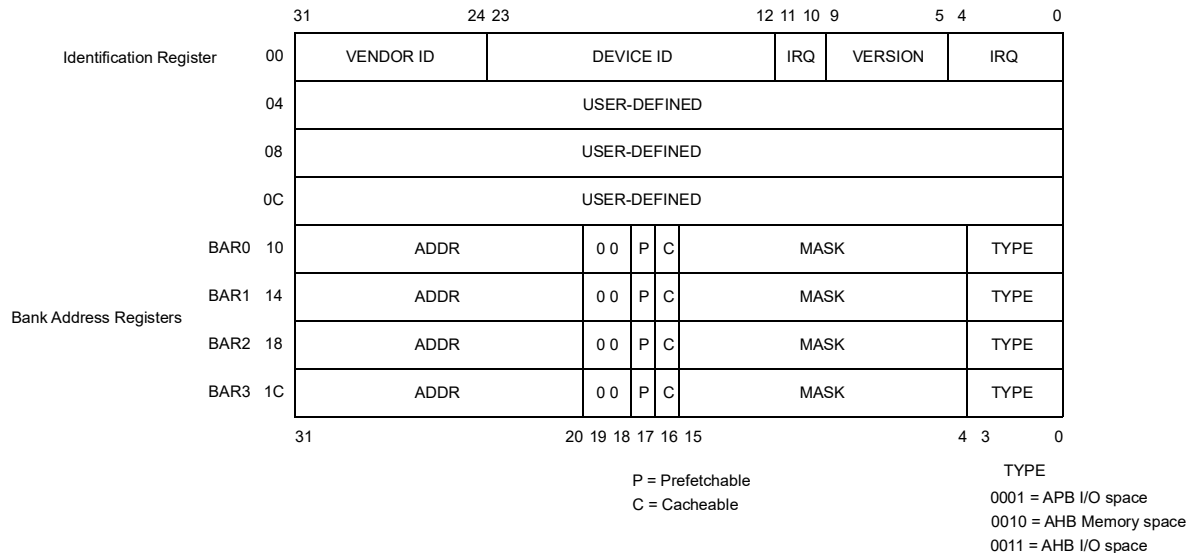 31 24 23 12 11 10 9 5 4 0
Identification Register 00 VENDOR ID DEVICE ID IRQ VERSION IRQ
04 USER-DEFINED
08 USER-DEFINED
0C USER-DEFINED
BAR0 10 ADDR 0 0 P C MASK TYPE
BAR1 14 ADDR 0 0 P C MASK TYPE
Bank Address Registers
BAR2 18 ADDR 0 0 P C MASK TYPE
BAR3 1C ADDR 0 0 P C MASK TYPE
31 20 19 18 17 16 15 4 3 0
P = Prefetchable
C = Cacheable
TYPE
0001 = APB I/O space
0010 = AHB Memory space
0011 = AHB I/O space